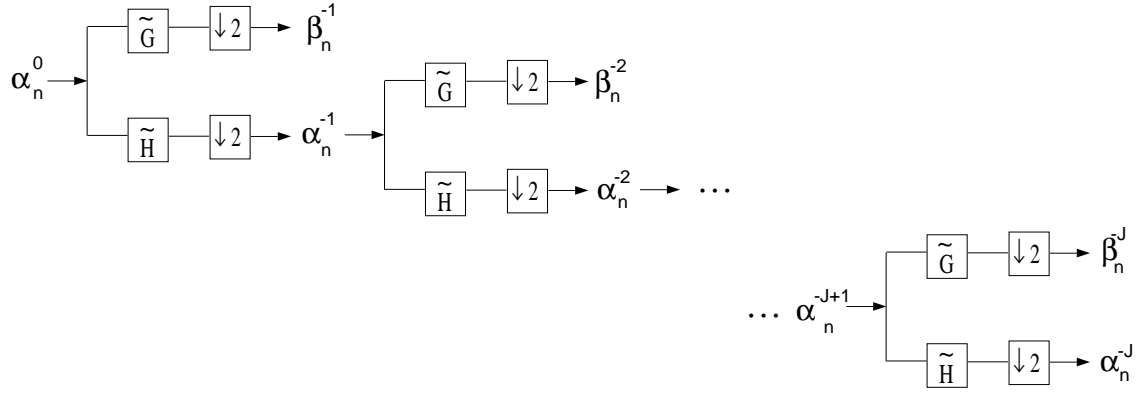 G̃ ↓2 β_n^{-1}
α_n^0
H̃ ↓2 α_n^{-1}
G̃ ↓2 β_n^{-2}
H̃ ↓2 α_n^{-2} ...
G̃ ↓2 β_n^{-J}
... α_n^{-J+1}
H̃ ↓2 α_n^{-J}